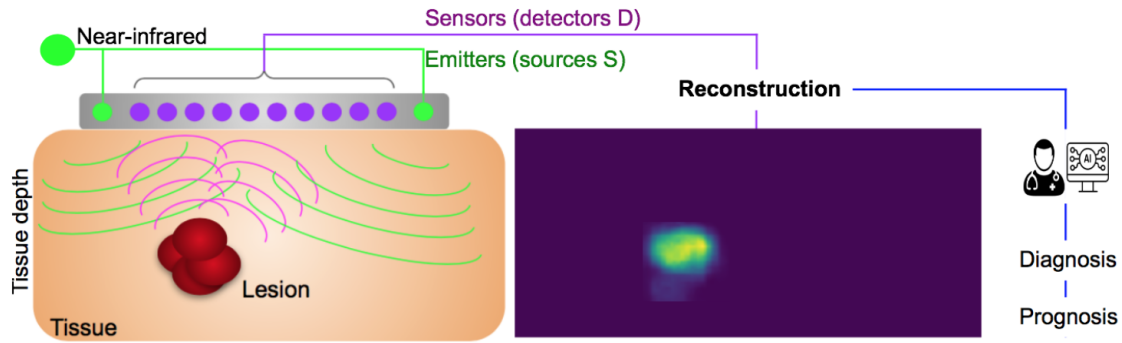 Sensors (detectors D)
Near-infrared
Emitters (sources S)
Reconstruction
AI
Tissue depth
Lesion
Tissue
Diagnosis
Prognosis